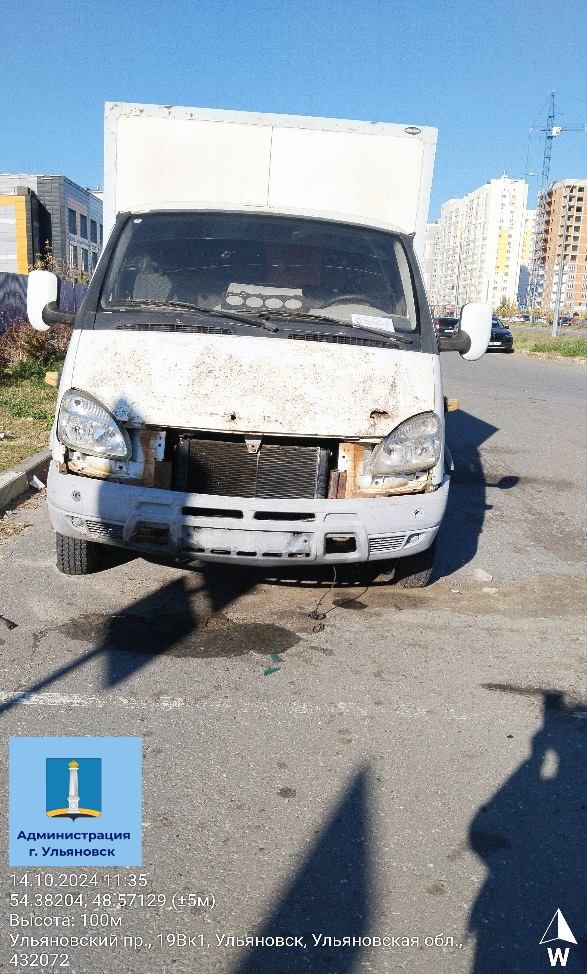 Администрация
г. Ульяновск
14.10.2024 11:35
54.38204, 48.57129 (±5м)
Высота: 100м
Ульяновский пр., 19Вк1, Ульяновск, Ульяновская обл.,
432072
W